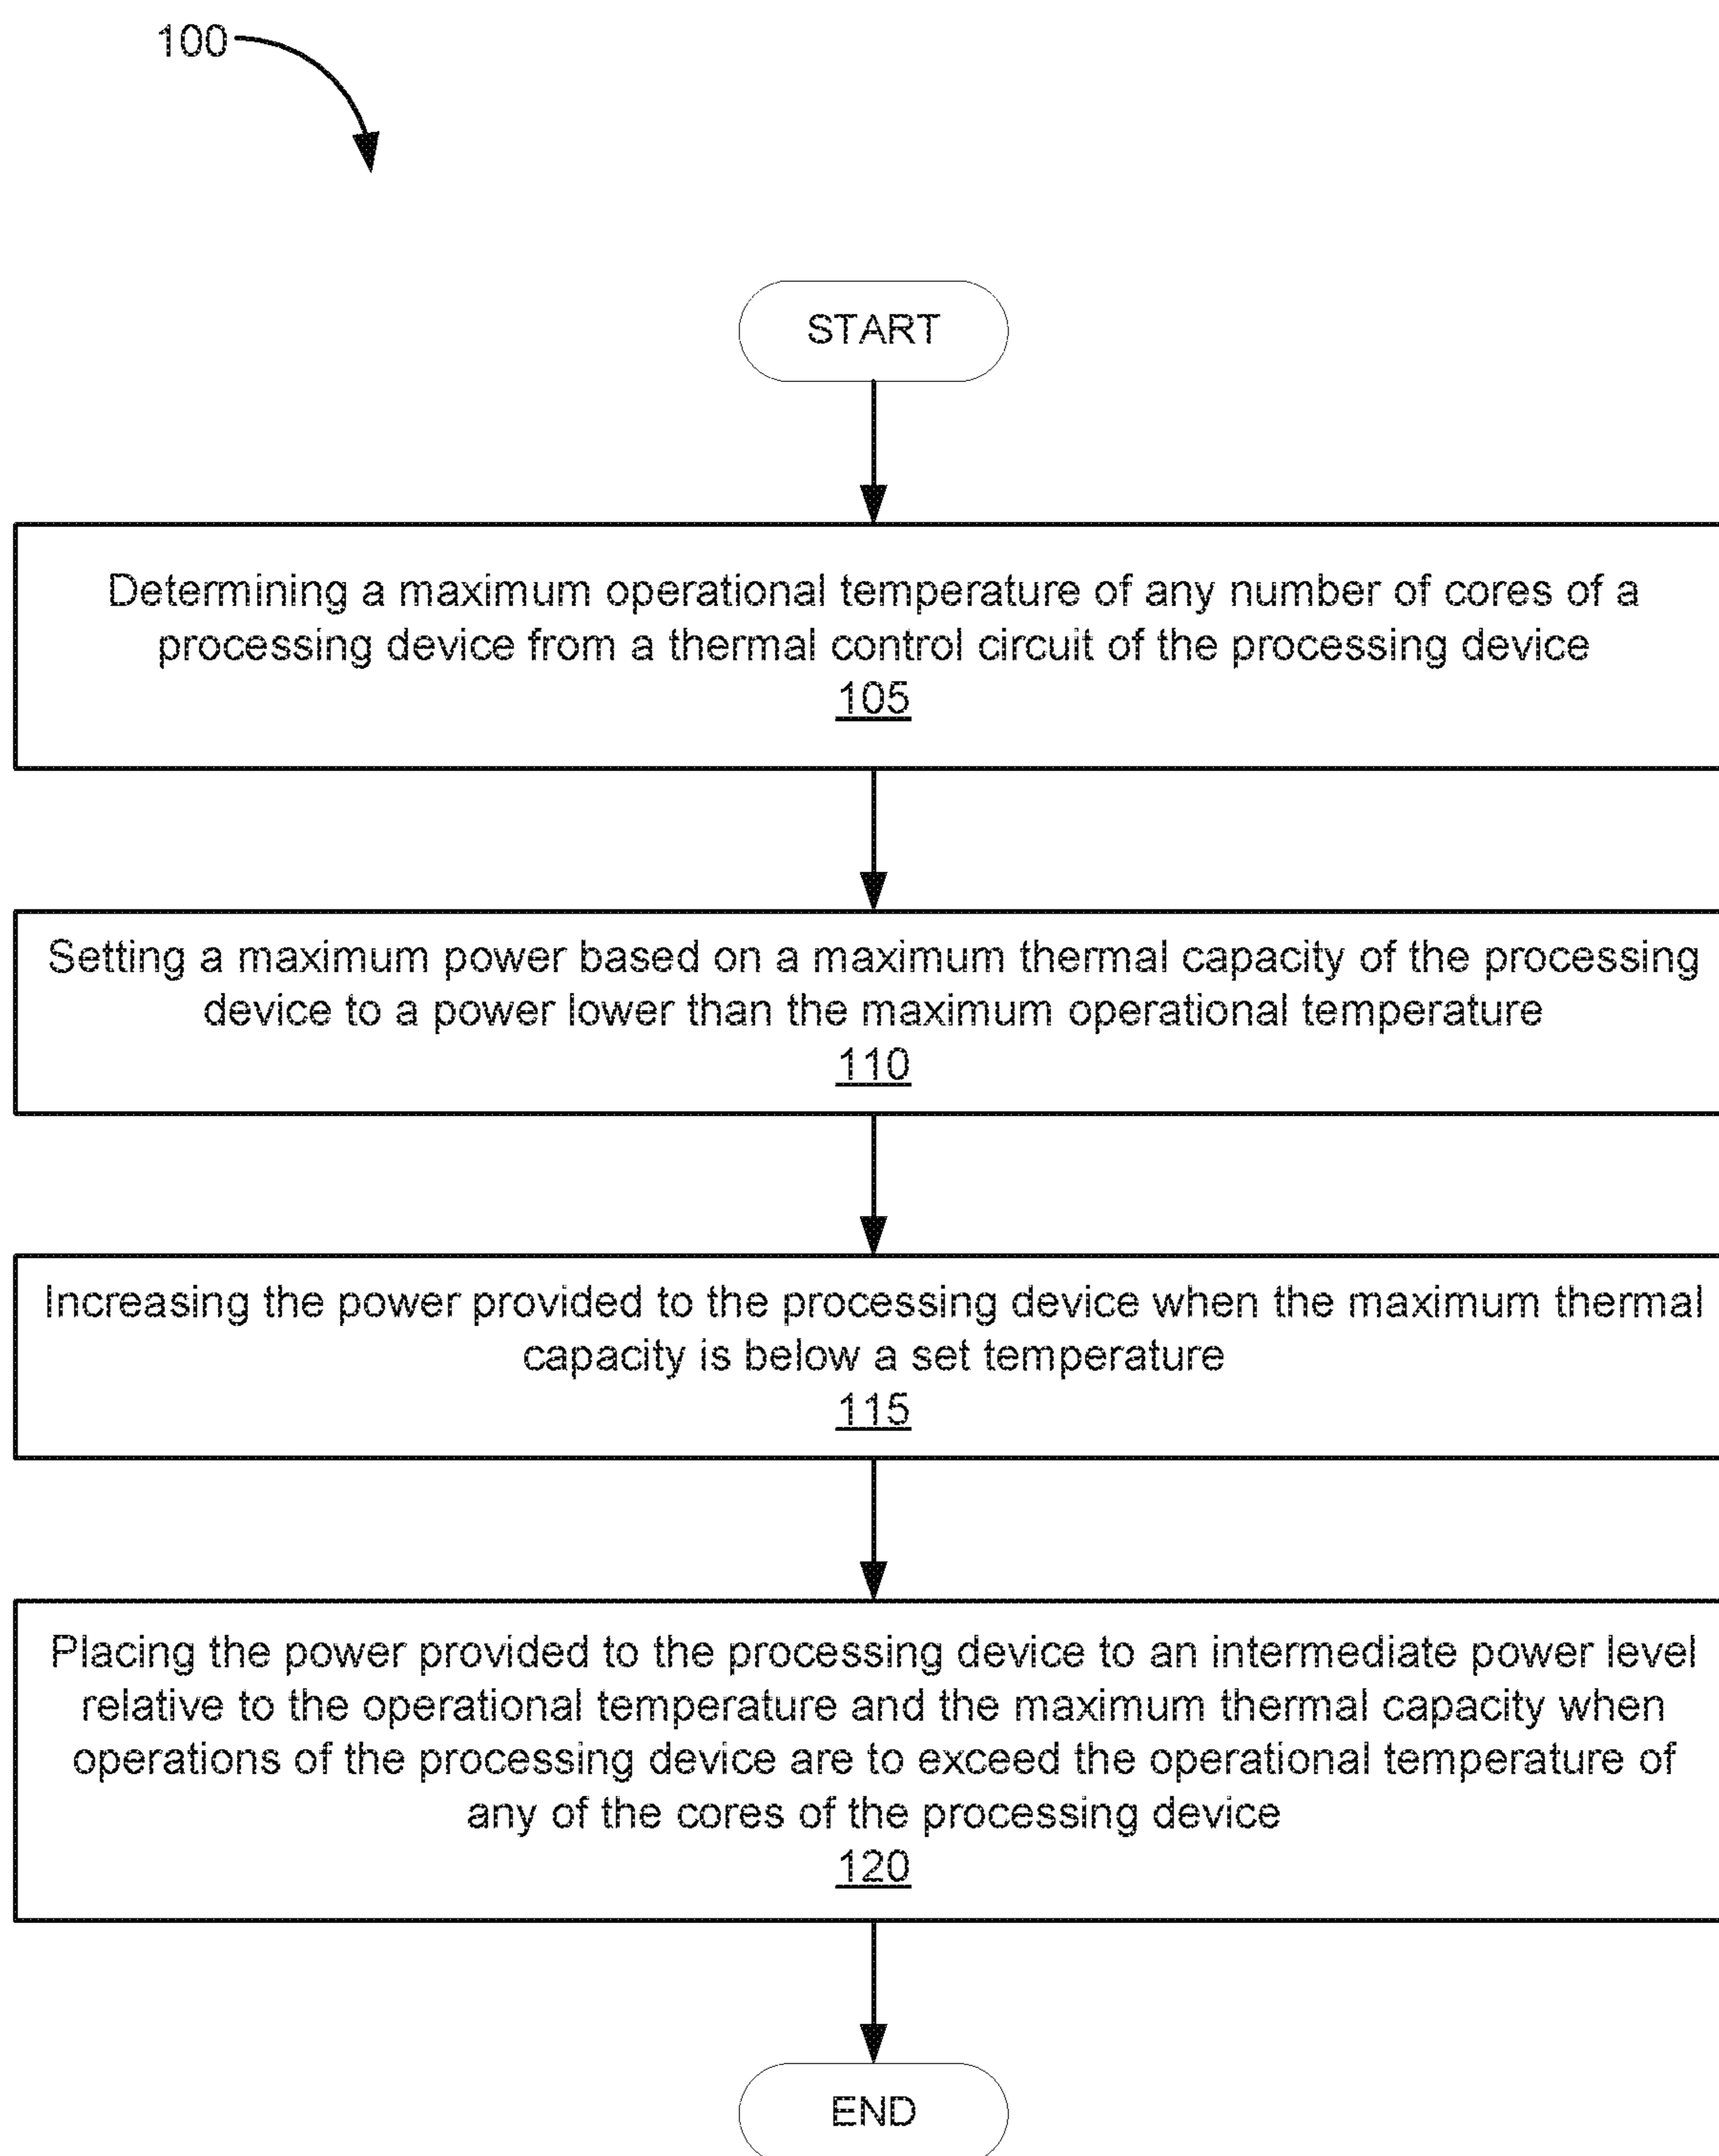 100
START
Determining a maximum operational temperature of any number of cores of a
processing device from a thermal control circuit of the processing device
105
Setting a maximum power based on a maximum thermal capacity of the processing
device to a power lower than the maximum operational temperature
110
Increasing the power provided to the processing device when the maximum thermal
capacity is below a set temperature
115
Placing the power provided to the processing device to an intermediate power level
relative to the operational temperature and the maximum thermal capacity when
operations of the processing device are to exceed the operational temperature of
any of the cores of the processing device
120
END